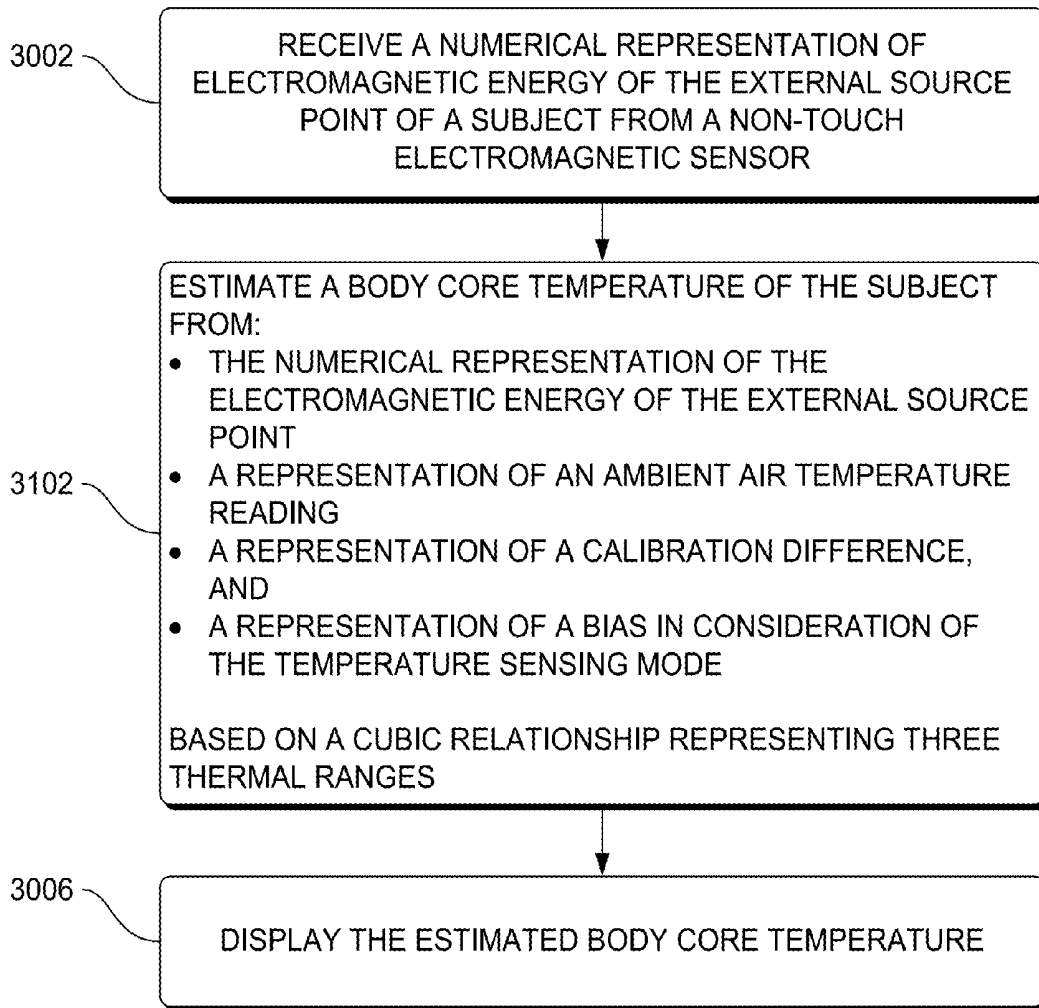 3002
RECEIVE A NUMERICAL REPRESENTATION OF
ELECTROMAGNETIC ENERGY OF THE EXTERNAL SOURCE
POINT OF A SUBJECT FROM A NON-TOUCH
ELECTROMAGNETIC SENSOR
3102
ESTIMATE A BODY CORE TEMPERATURE OF THE SUBJECT
FROM:
• THE NUMERICAL REPRESENTATION OF THE
ELECTROMAGNETIC ENERGY OF THE EXTERNAL SOURCE
POINT
• A REPRESENTATION OF AN AMBIENT AIR TEMPERATURE
READING
• A REPRESENTATION OF A CALIBRATION DIFFERENCE,
AND
• A REPRESENTATION OF A BIAS IN CONSIDERATION OF
THE TEMPERATURE SENSING MODE
BASED ON A CUBIC RELATIONSHIP REPRESENTING THREE
THERMAL RANGES
3006
DISPLAY THE ESTIMATED BODY CORE TEMPERATURE